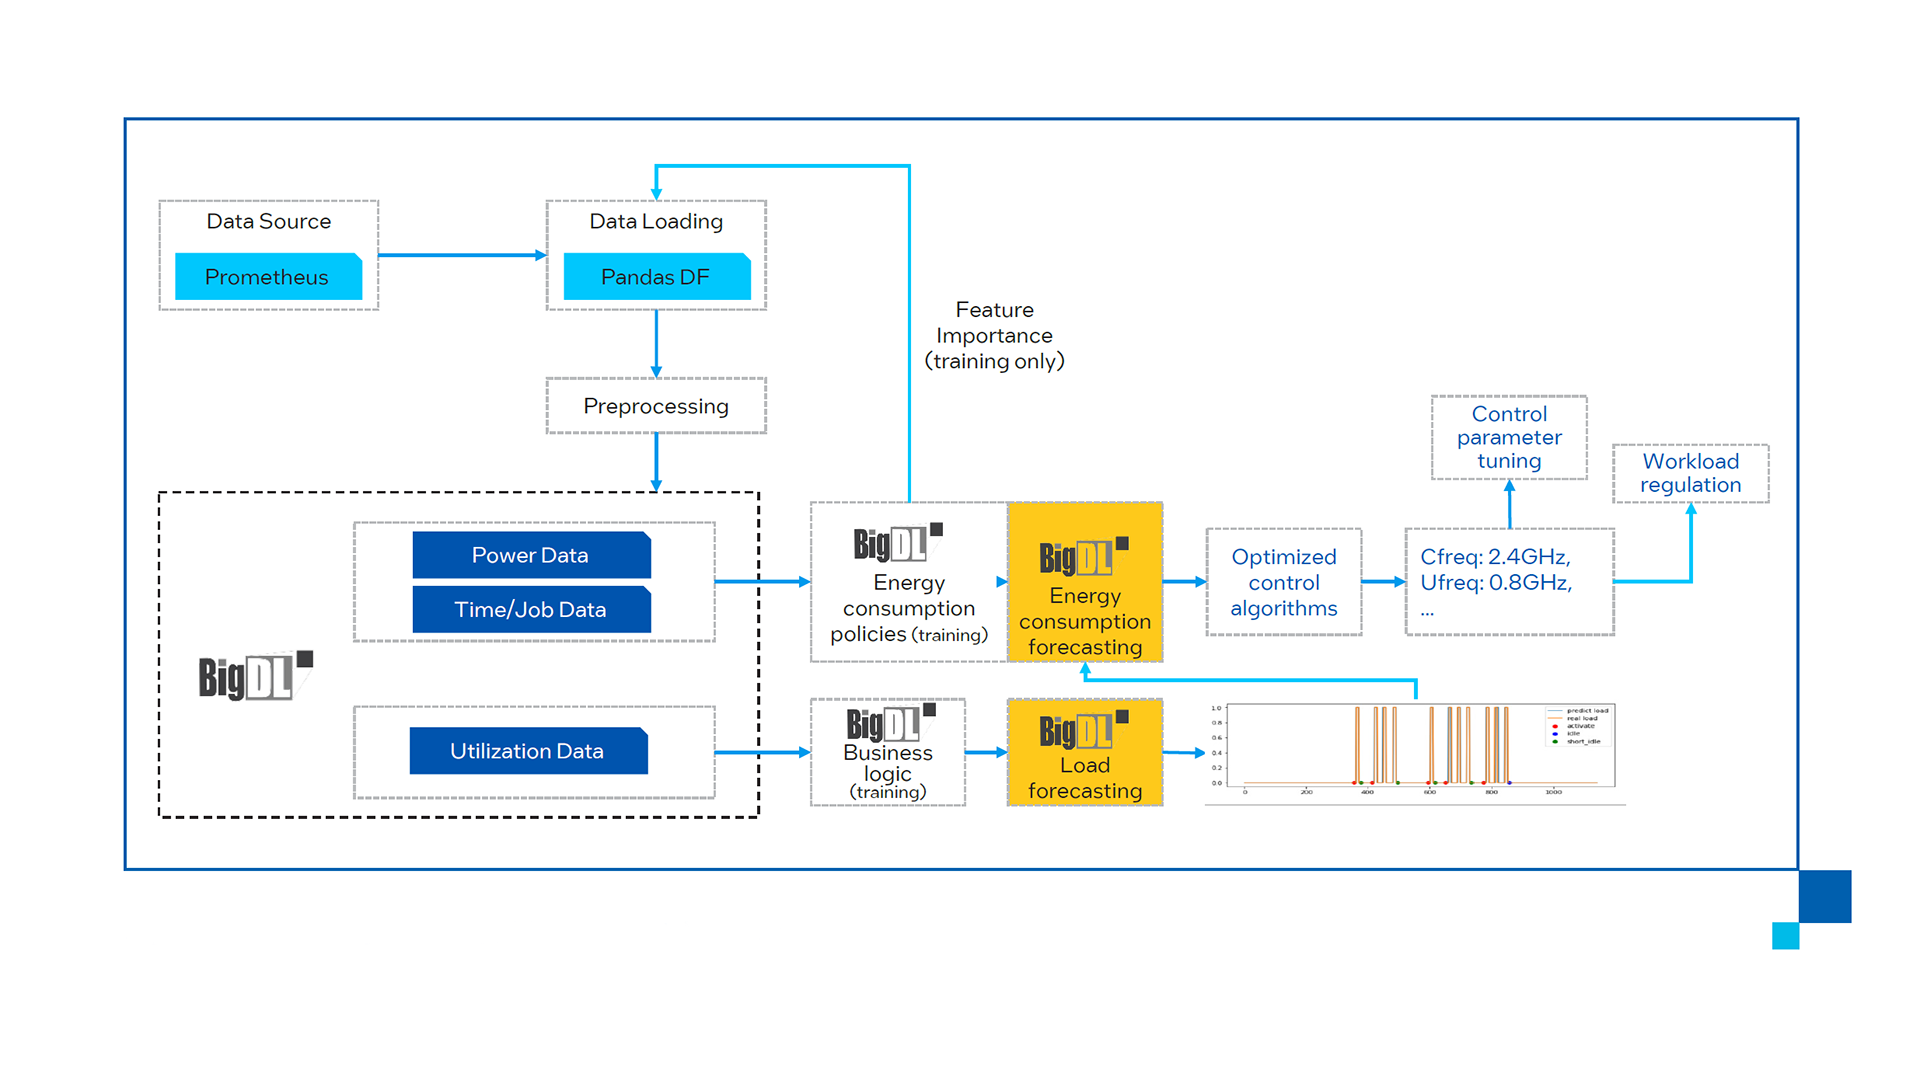 Data Source
Prometheus
Data Loading
Pandas DF
Feature
Importance
(training only)
Preprocessing
Control
parameter
tuning
Workload
regulation
BigDL
Power Data
Time/Job Data
Utilization Data
BigDL
Energy
consumption
policies (training)
BigDL
Energy
consumption
forecasting
Optimized
control
algorithms
Cfreq: 2.4GHz,
Ufreq: 0.8GHz,
...
BigDL
Business
logic
(training)
BigDL
Load
forecasting
1.0
0.8
0.6
0.4
0.2
0.0
0 200 400 600 800 1000
predict load
real load
activate
idle
short_idle